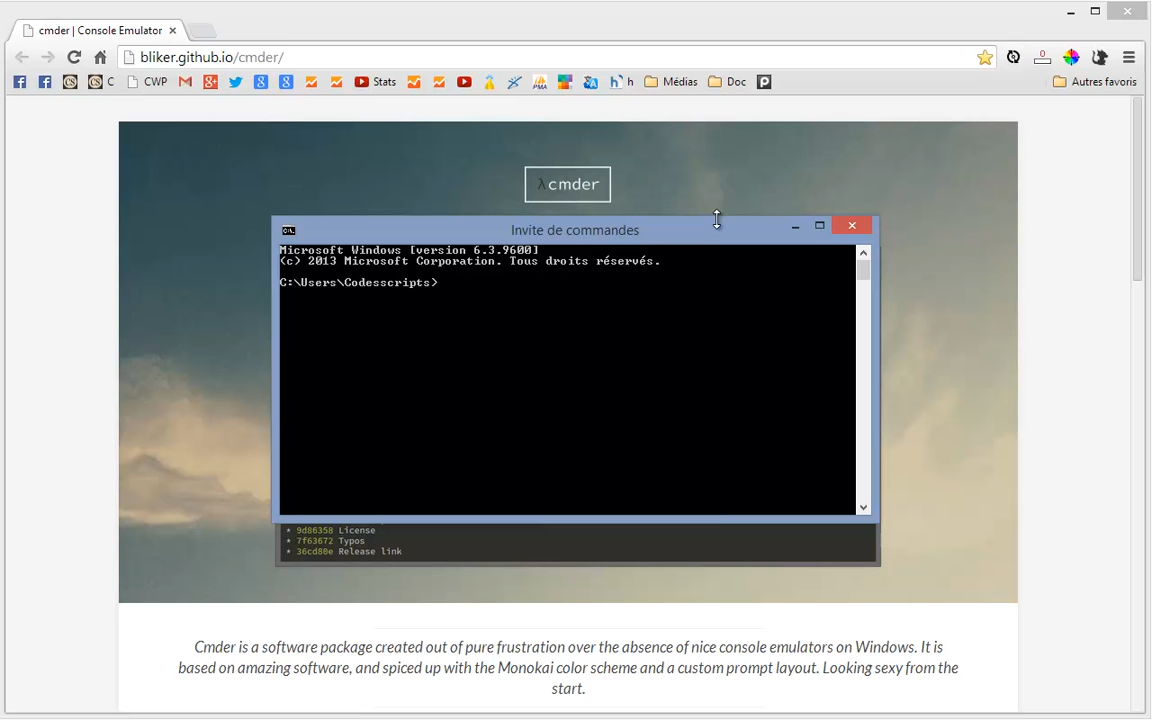 cmder | Console Emulator
bliker.github.io/cmder/
C
CWP
Stats
h
Médias
Doc
Autres favoris
λcmder
Invite de commandes
Microsoft Windows [version 6.3.9600]
(c) 2013 Microsoft Corporation. Tous droits réservés.
C:\Users\Codesscripts>
* 9d86358 License
* 7f63672 Typos
* 36cd80e Release link
Cmder is a software package created out of pure frustration over the absence of nice console emulators on Windows. It is
based on amazing software, and spiced up with the Monokai color scheme and a custom prompt layout. Looking sexy from the
start.